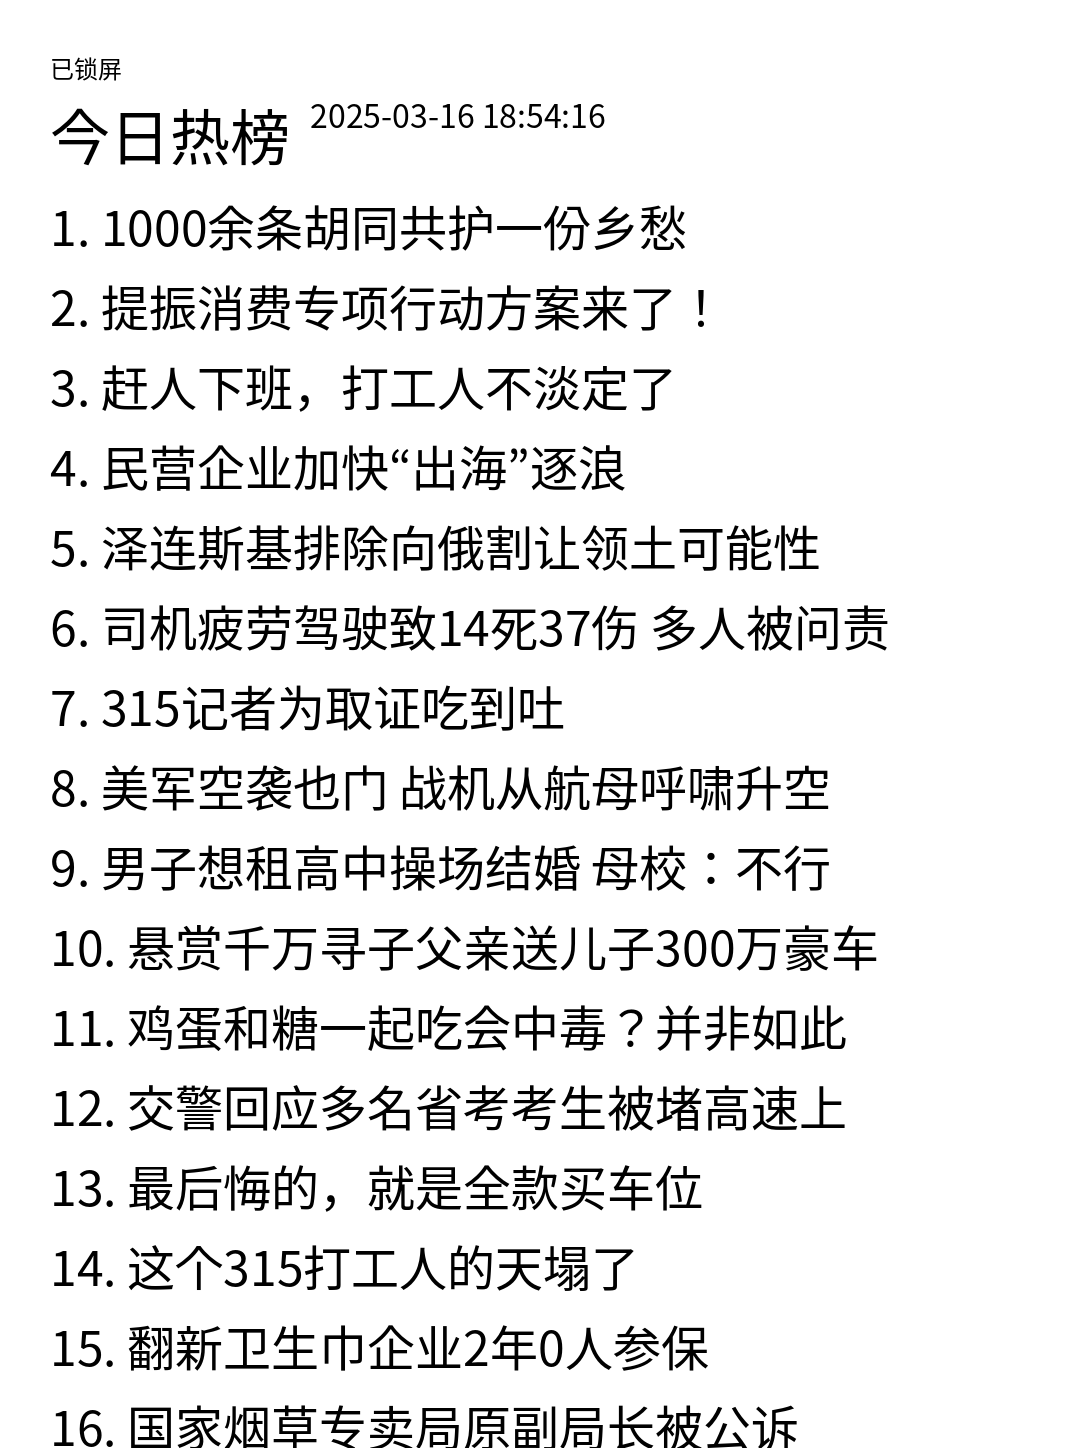 已锁屏
今日热榜 2025-03-16 18:54:16
1. 1000余条胡同共护一份乡愁
2. 提振消费专项行动方案来了！
3. 赶人下班，打工人不淡定了
4. 民营企业加快“出海”逐浪
5. 泽连斯基排除向俄割让领土可能性
6. 司机疲劳驾驶致14死37伤 多人被问责
7. 315记者为取证吃到吐
8. 美军空袭也门 战机从航母呼啸升空
9. 男子想租高中操场结婚 母校：不行
10. 悬赏千万寻子父亲送儿子300万豪车
11. 鸡蛋和糖一起吃会中毒？并非如此
12. 交警回应多名省考考生被堵高速上
13. 最后悔的，就是全款买车位
14. 这个315打工人的天塌了
15. 翻新卫生巾企业2年0人参保
16. 国家烟草专卖局原副局长被公诉